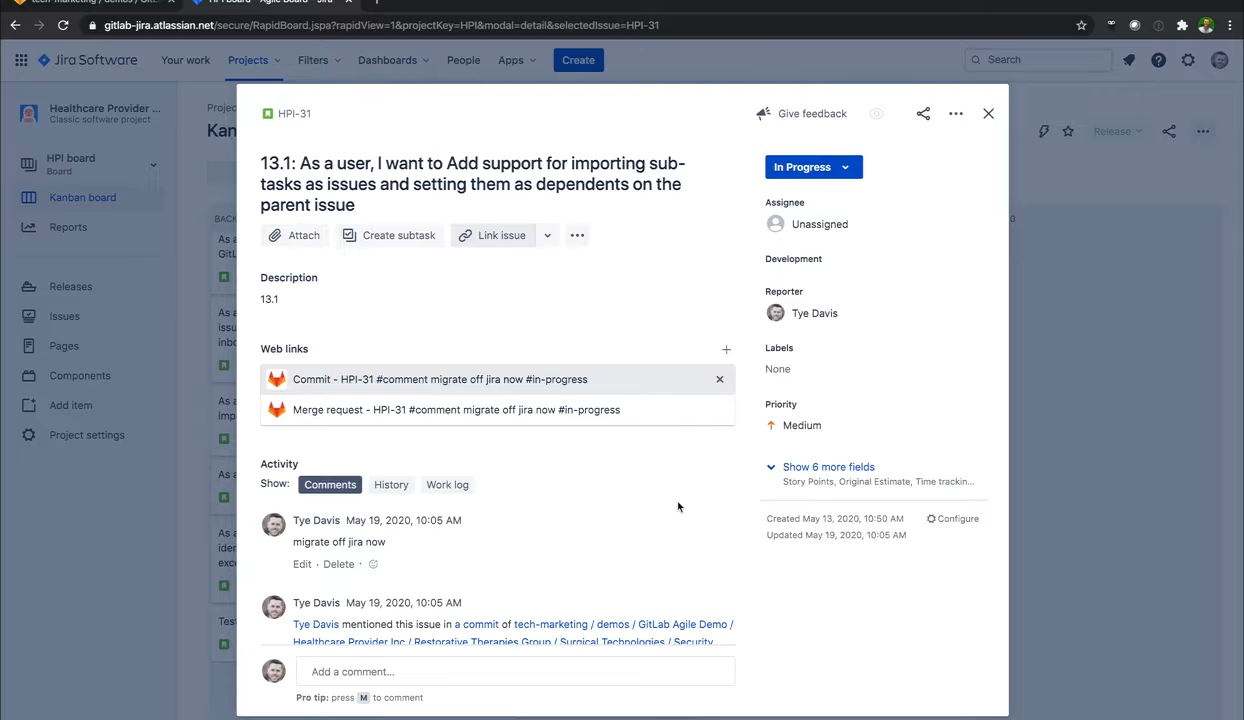 tech-marketing / demos / GitL
HPI board - Agile Board - Jira
gitlab-jira.atlassian.net/secure/RapidBoard.jspa?rapidView=1&projectKey=HPI&modal=detail&selectedIssue=HPI-31
Jira Software
Your work
Projects
Filters
Dashboards
People
Apps
Create
Search
Healthcare Provider ...
Classic software project
HPI board
Board
Kanban board
Reports
Releases
Issues
Pages
Components
Add item
Project settings
Projec
Kan
Release
BAC
As a
GitL
As a
issu
inbo
As a
imp
As a
As a
iden
exce
Test
HPI-31
Give feedback
13.1: As a user, I want to Add support for importing sub-
tasks as issues and setting them as dependents on the
parent issue
Attach
Create subtask
Link issue
Description
13.1
Web links
Commit - HPI-31 #comment migrate off jira now #in-progress
Merge request - HPI-31 #comment migrate off jira now #in-progress
Activity
Show:
Comments
History
Work log
Tye Davis May 19, 2020, 10:05 AM
migrate off jira now
Edit · Delete ·
Tye Davis May 19, 2020, 10:05 AM
Tye Davis mentioned this issue in a commit of tech-marketing / demos / GitLab Agile Demo /
Healthcare Provider Inc / Restorative Therapies Group / Surgical Technologies / Security
Add a comment...
Pro tip: press M to comment
In Progress
Assignee
Unassigned
Development
Reporter
Tye Davis
Labels
None
Priority
Medium
Show 6 more fields
Story Points, Original Estimate, Time trackin...
Created May 13, 2020, 10:50 AM
Configure
Updated May 19, 2020, 10:05 AM